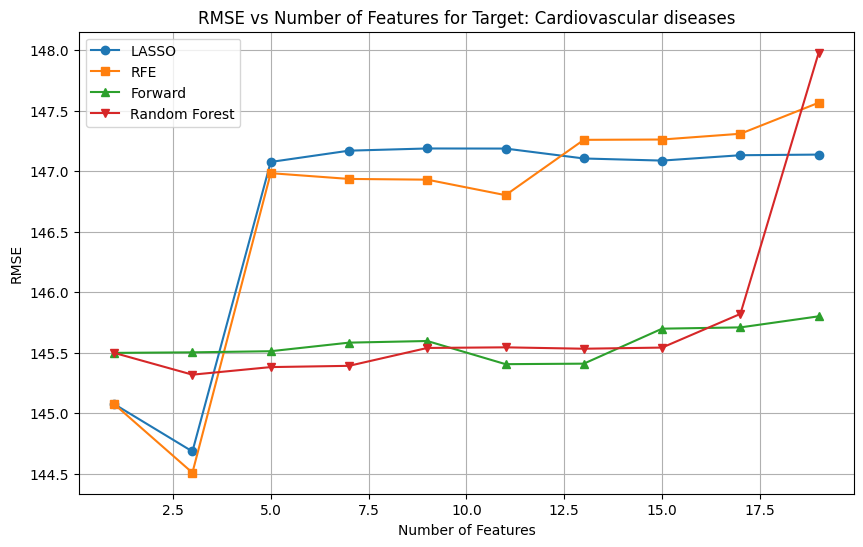 RMSE vs Number of Features for Target: Cardiovascular diseases
LASSO
RFE
Forward
Random Forest
148.0
147.5
147.0
146.5
146.0
145.5
145.0
144.5
RMSE
2.5 5.0 7.5 10.0 12.5 15.0 17.5
Number of Features